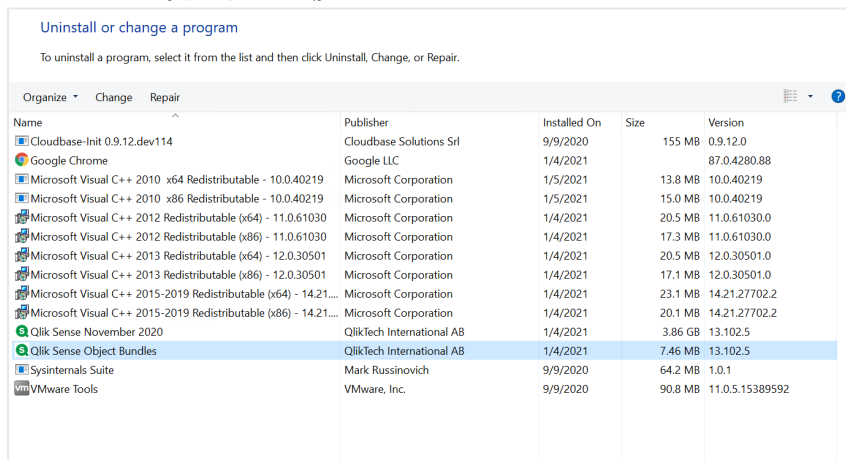 Uninstall or change a program
To uninstall a program, select it from the list and then click Uninstall, Change, or Repair.
Organize Change Repair ?
Name Publisher Installed On Size Version
Cloudbase-Init 0.9.12.dev114 Cloudbase Solutions Srl 9/9/2020 155 MB 0.9.12.0
Google Chrome Google LLC 1/4/2021 87.0.4280.88
Microsoft Visual C++ 2010 x64 Redistributable - 10.0.40219 Microsoft Corporation 1/5/2021 13.8 MB 10.0.40219
Microsoft Visual C++ 2010 x86 Redistributable - 10.0.40219 Microsoft Corporation 1/5/2021 15.0 MB 10.0.40219
Microsoft Visual C++ 2012 Redistributable (x64) - 11.0.61030 Microsoft Corporation 1/4/2021 20.5 MB 11.0.61030.0
Microsoft Visual C++ 2012 Redistributable (x86) - 11.0.61030 Microsoft Corporation 1/4/2021 17.3 MB 11.0.61030.0
Microsoft Visual C++ 2013 Redistributable (x64) - 12.0.30501 Microsoft Corporation 1/4/2021 20.5 MB 12.0.30501.0
Microsoft Visual C++ 2013 Redistributable (x86) - 12.0.30501 Microsoft Corporation 1/4/2021 17.1 MB 12.0.30501.0
Microsoft Visual C++ 2015-2019 Redistributable (x64) - 14.21.... Microsoft Corporation 1/4/2021 23.1 MB 14.21.27702.2
Microsoft Visual C++ 2015-2019 Redistributable (x86) - 14.21.... Microsoft Corporation 1/4/2021 20.1 MB 14.21.27702.2
Qlik Sense November 2020 QlikTech International AB 1/4/2021 3.86 GB 13.102.5
Qlik Sense Object Bundles QlikTech International AB 1/4/2021 7.46 MB 13.102.5
Sysinternals Suite Mark Russinovich 9/9/2020 64.2 MB 1.0.1
vm VMware Tools VMware, Inc. 9/9/2020 90.8 MB 11.0.5.15389592